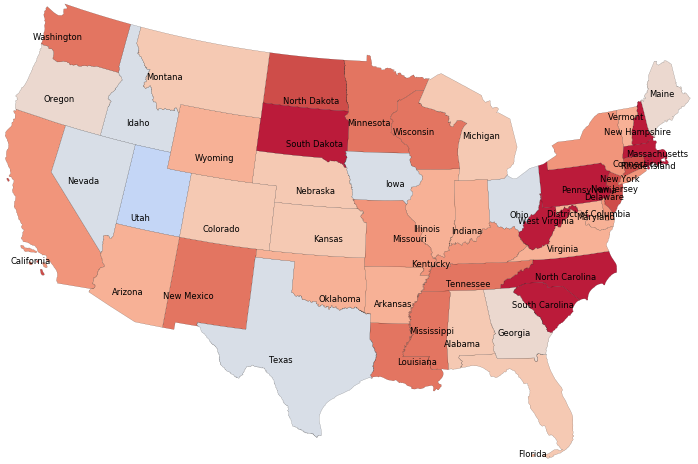 Washington
Montana
Maine
Oregon
North Dakota
Vermont
Idaho
Minnesota
Wisconsin
New Hampshire
Michigan
South Dakota
Massachusetts
Wyoming
Connecticut
Rhode Island
Nevada
Nebraska
Iowa
New York
Pennsylvania
New Jersey
Delaware
Utah
Ohio
District of Columbia
Maryland
West Virginia
Colorado
Kansas
Missouri
Illinois
Indiana
Virginia
California
Kentucky
North Carolina
Arizona
New Mexico
Oklahoma
Arkansas
Tennessee
South Carolina
Mississippi
Georgia
Alabama
Texas
Louisiana
Florida